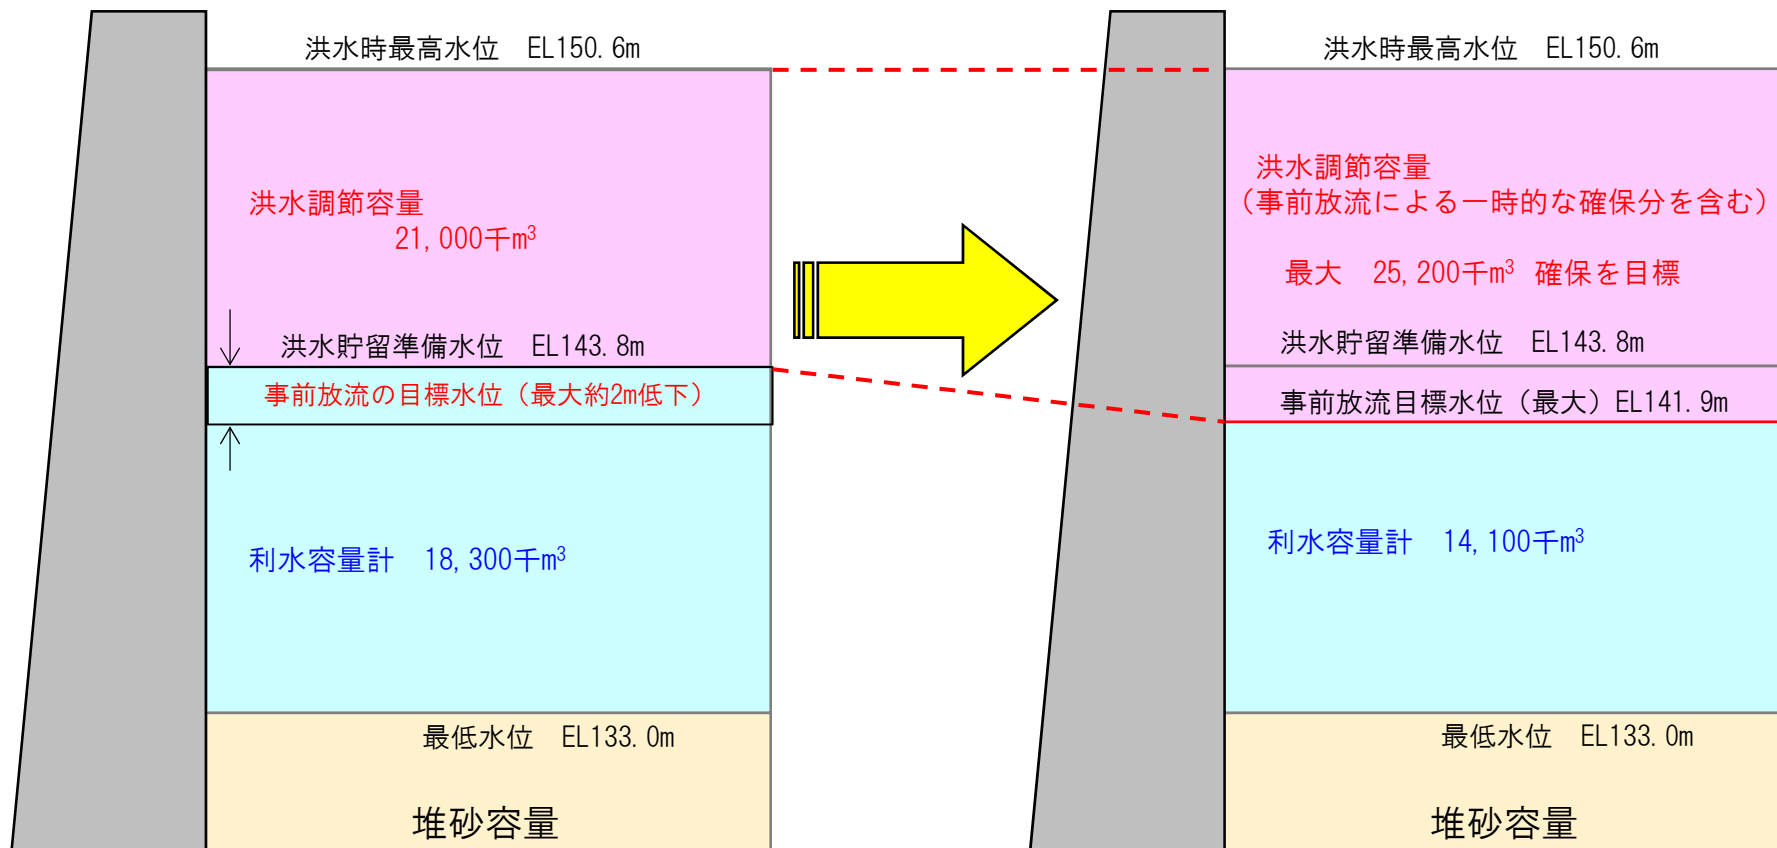 洪水時最高水位　EL150.6m
洪水調節容量
21,000千m³
洪水貯留準備水位　EL143.8m
事前放流の目標水位（最大約2m低下）
利水容量計　18,300千m³
最低水位　EL133.0m
堆砂容量
洪水時最高水位　EL150.6m
洪水調節容量
（事前放流による一時的な確保分を含む）
最大　25,200千m³ 確保を目標
洪水貯留準備水位　EL143.8m
事前放流目標水位（最大）EL141.9m
利水容量計　14,100千m³
最低水位　EL133.0m
堆砂容量